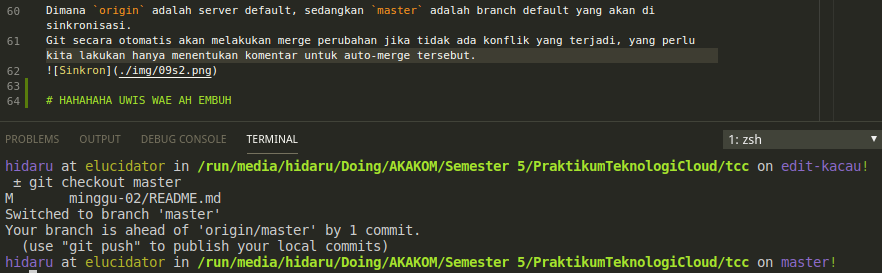 60 Dimana `origin` adalah server default, sedangkan `master` adalah branch default yang akan di
sinkronisasi.
61 Git secara otomatis akan melakukan merge perubahan jika tidak ada konflik yang terjadi, yang perlu
kita lakukan hanya menentukan komentar untuk auto-merge tersebut.
62 ![Sinkron](./img/09s2.png)
63
64 # HAHAHAHA UWIS WAE AH EMBUH
PROBLEMS OUTPUT DEBUG CONSOLE TERMINAL 1: zsh
hidaru at elucidator in /run/media/hidaru/Doing/AKAKOM/Semester 5/PraktikumTeknologiCloud/tcc on edit-kacau!
± git checkout master
M minggu-02/README.md
Switched to branch 'master'
Your branch is ahead of 'origin/master' by 1 commit.
(use "git push" to publish your local commits)
hidaru at elucidator in /run/media/hidaru/Doing/AKAKOM/Semester 5/PraktikumTeknologiCloud/tcc on master!